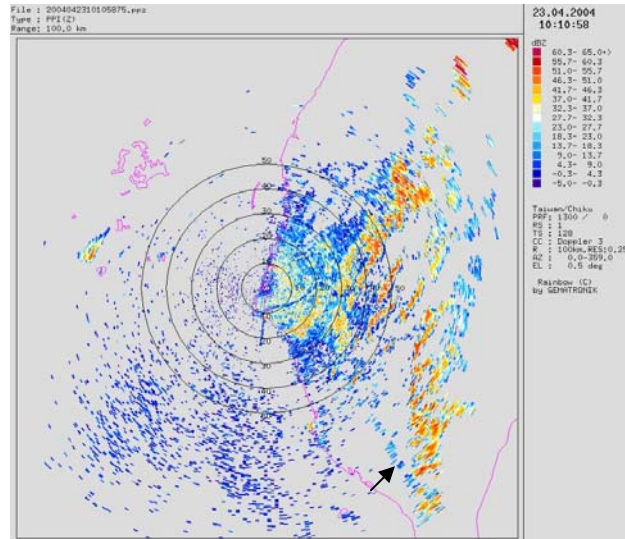 File : 2004042310105875.ppz
Type : PPI(Z)
Range: 100.0 km
23.04.2004
10:10:58
dBZ
60.3- 65.0+)
55.7- 60.3
51.0- 55.7
46.3- 51.0
41.7- 46.3
37.0- 41.7
32.3- 37.0
27.7- 32.3
23.0- 27.7
18.3- 23.0
13.7- 18.3
9.0- 13.7
4.3- 9.0
-0.3- 4.3
-5.0- -0.3
Taiwan/Chiku
PRF: 1300 / 0
RS : 1
TS : 128
CC : Doppler 3
R : 100km,RES:0.25
AZ : 0.0-359.0
EL : 0.5 deg
Rainbow (C)
by GEMATRONIK
50
40
30
20